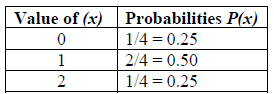 Value of (x) Probabilities P(x)
0 1/4 = 0.25
1 2/4 = 0.50
2 1/4 = 0.25